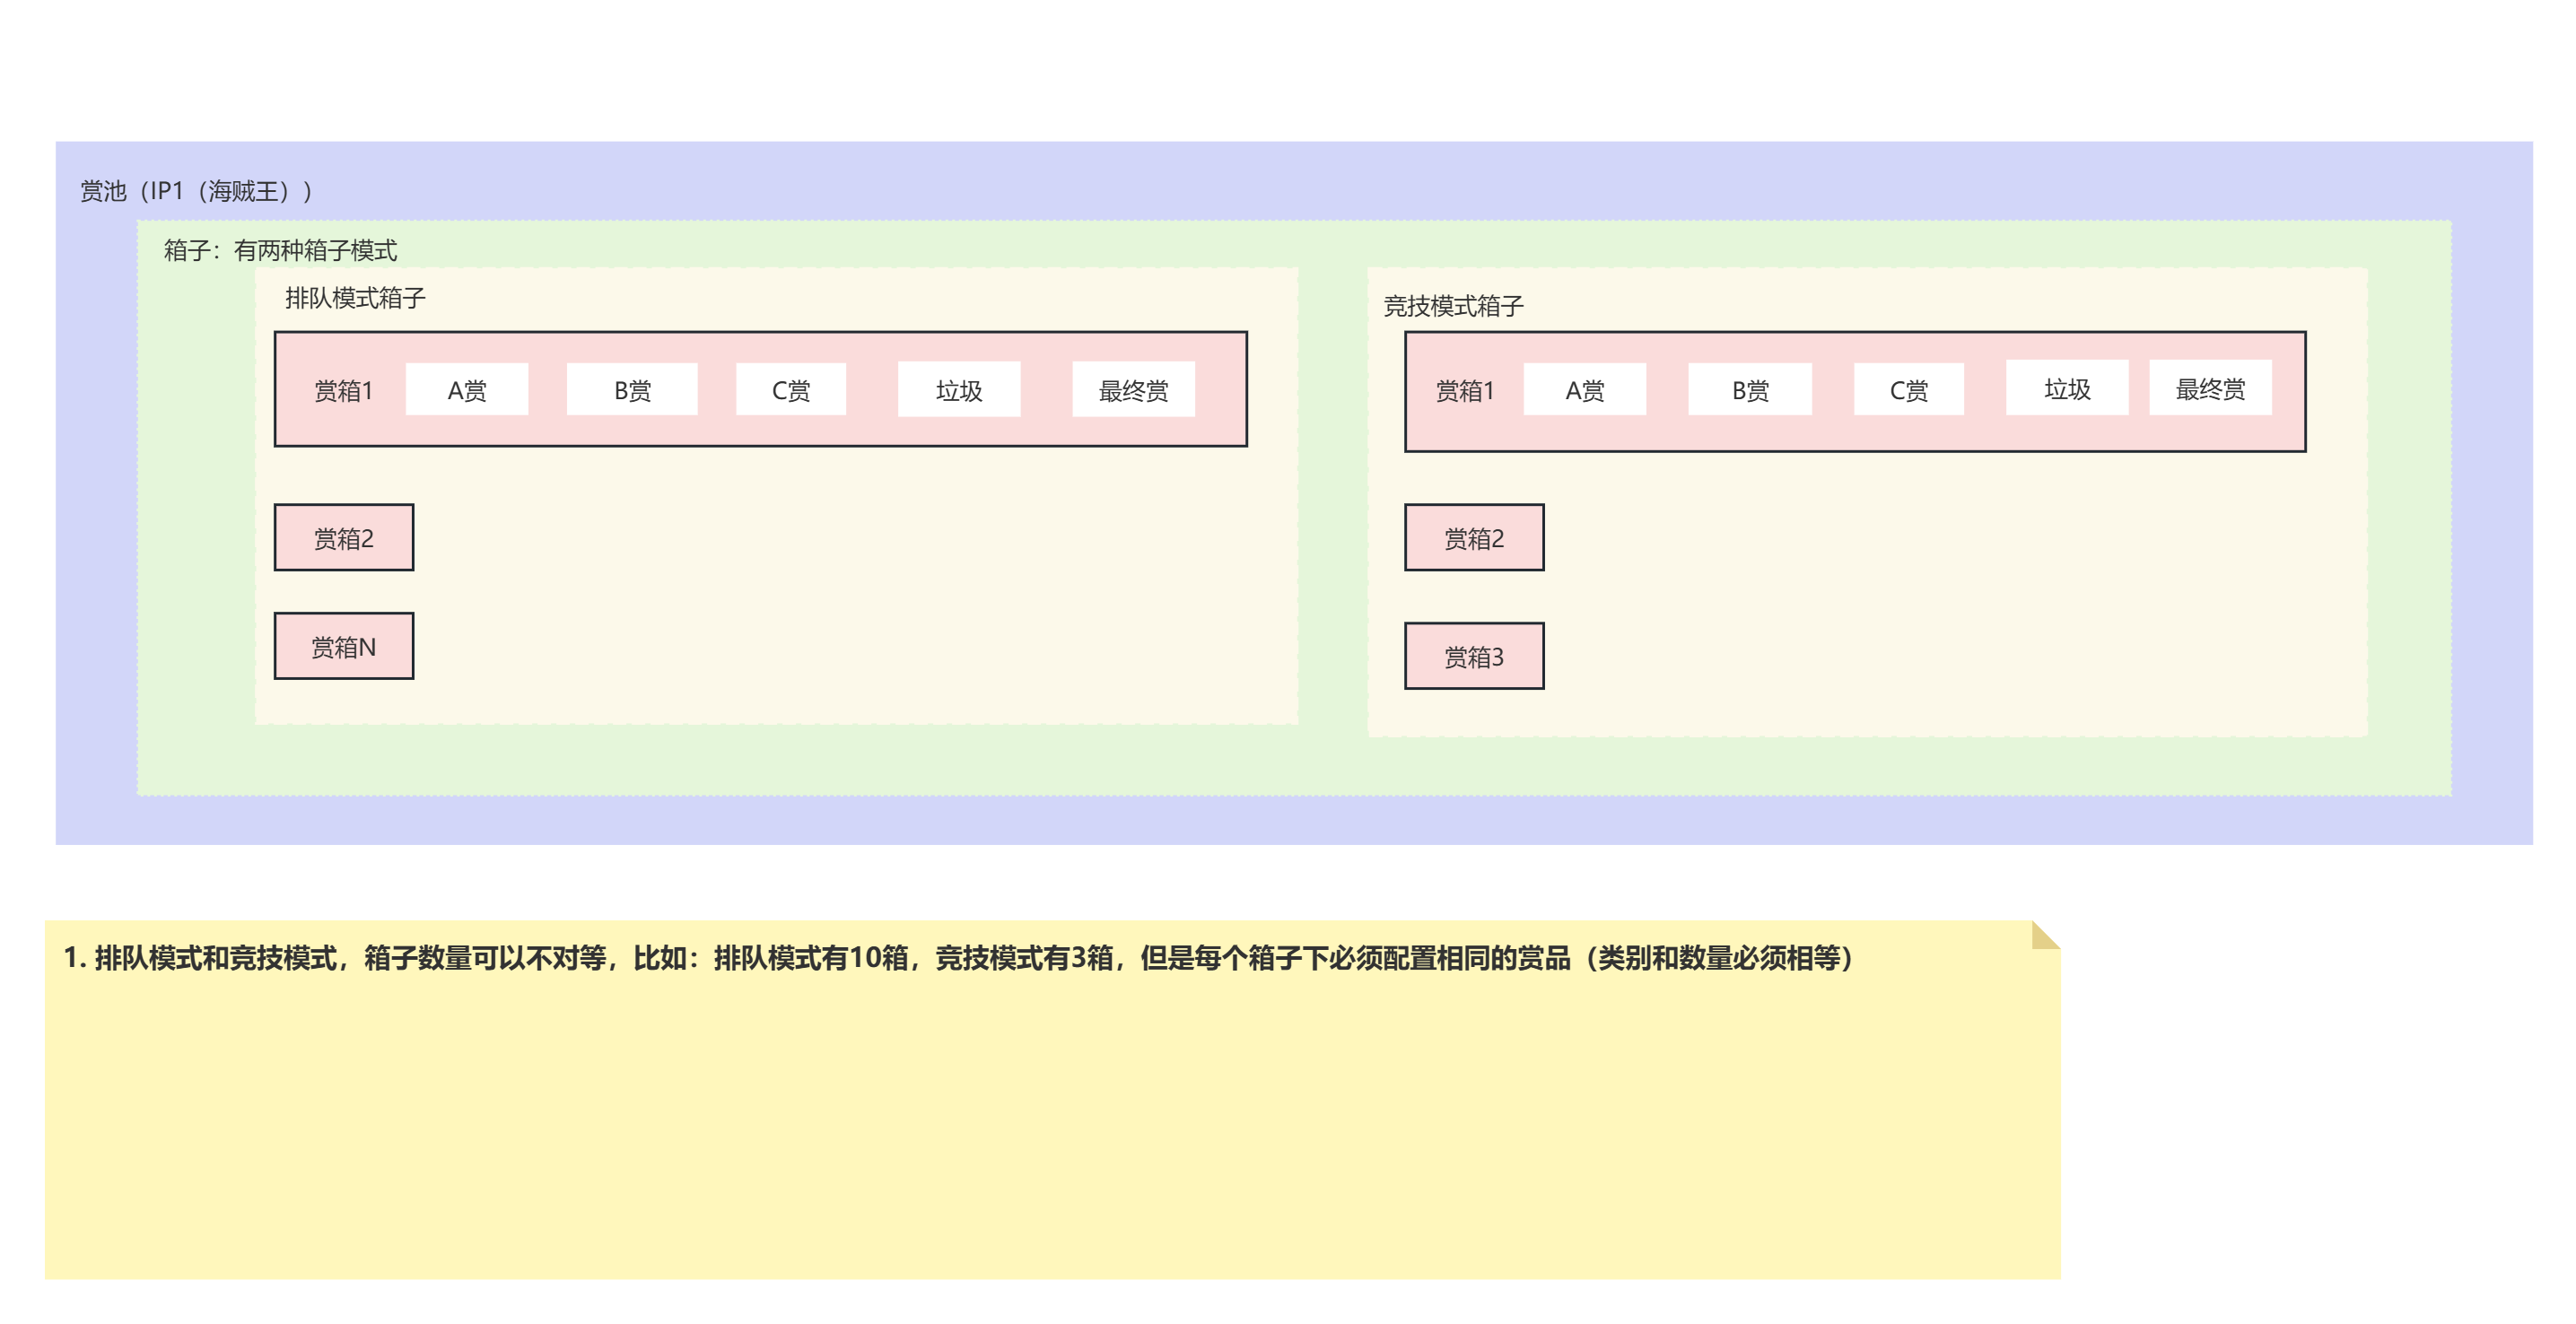 赏池（IP1（海贼王））
箱子：有两种箱子模式
排队模式箱子
赏箱1 A赏 B赏 C赏 垃圾 最终赏
赏箱2
赏箱N
竞技模式箱子
赏箱1 A赏 B赏 C赏 垃圾 最终赏
赏箱2
赏箱3
1. 排队模式和竞技模式，箱子数量可以不对等，比如：排队模式有10箱，竞技模式有3箱，但是每个箱子下必须配置相同的赏品（类别和数量必须相等）